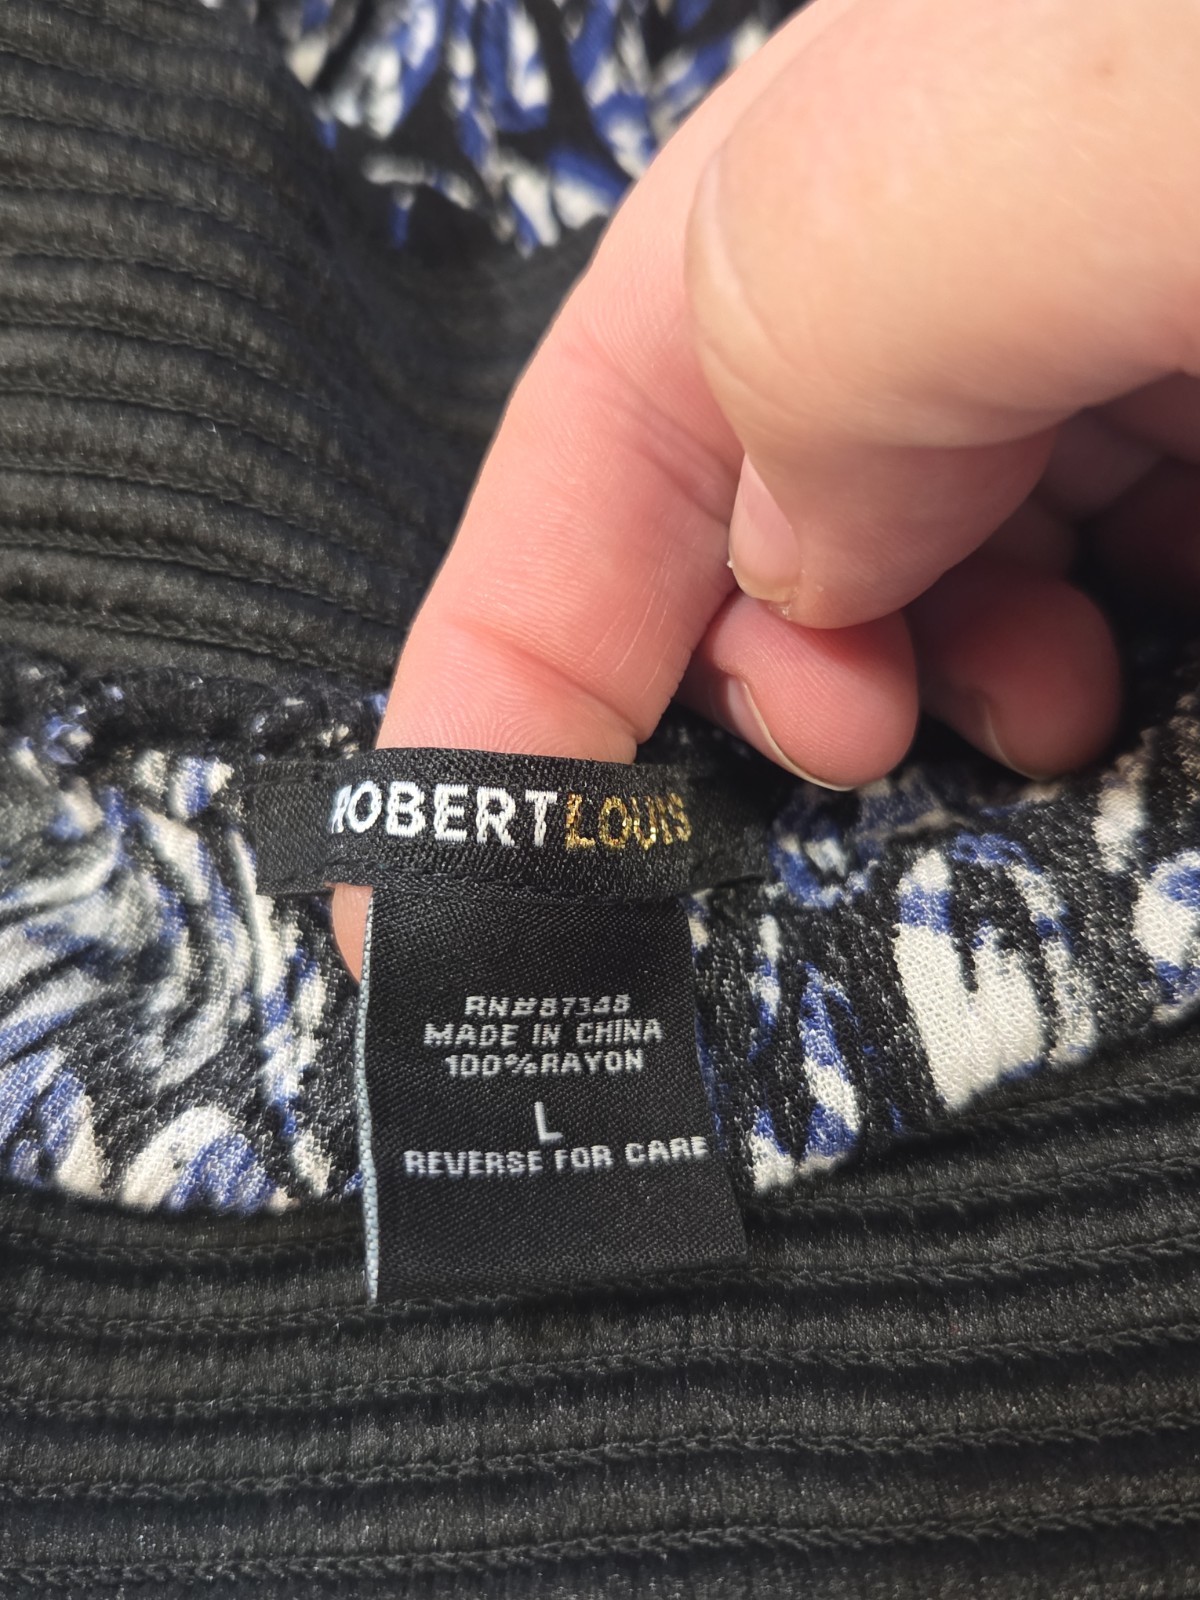 ROBERTLOUIS
RN#87348
MADE IN CHINA
100%RAYON
L
REVERSE FOR CARE